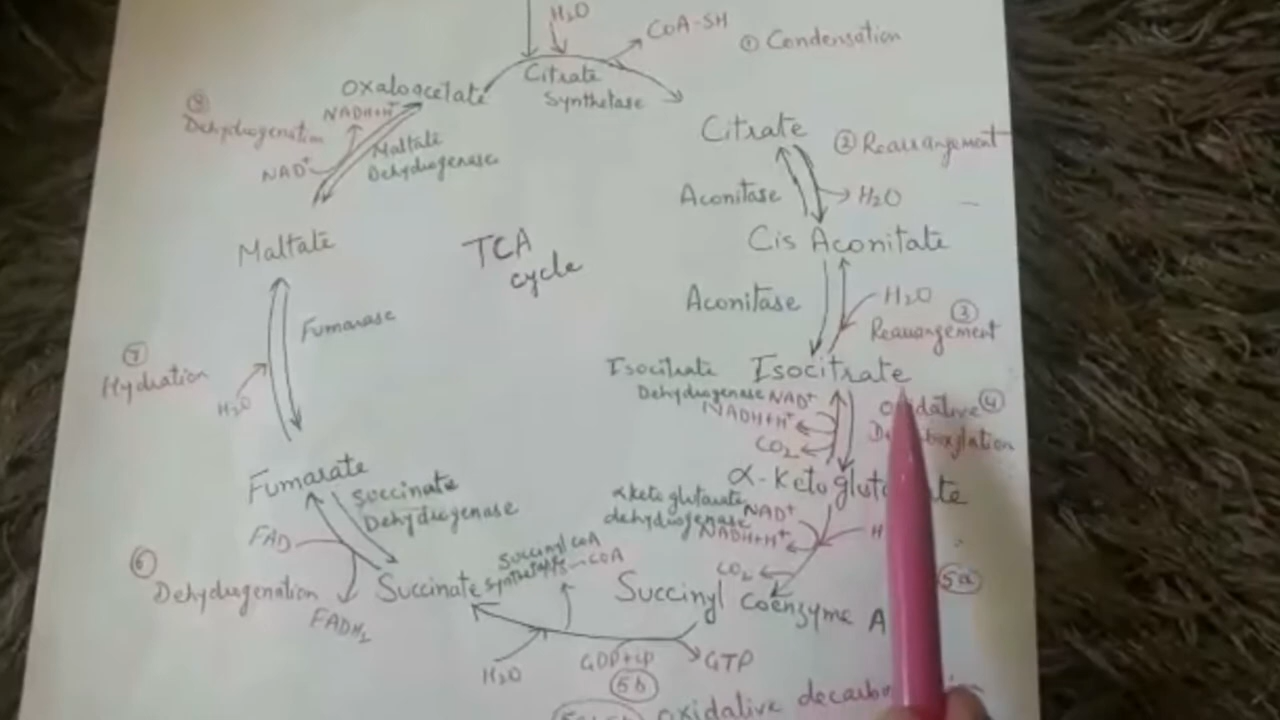 H2O
CoA-SH
① Condensation
Oxaloacetate
Citrate
Synthetase
⑧
Dehydrogenation
NADH+H+
NAD+
Maltate
Dehydrogenase
Citrate
② Rearrangement
Aconitase
H2O
Cis Aconitate
Maltate
TCA
cycle
Aconitase
H2O
③
Rearrangement
Fumarase
⑦
Hydration
H2O
Isocitrate
Isocitrate
Dehydrogenase
NAD+
NADH+H+
CO2
④
α-Keto
Fumarate
Succinate
Dehydrogenase
α keto glutarate
dehydrogenase
NAD+
NADH+H+
H
FAD
⑥
Dehydrogenation
FADH2
CO2
Succinyl CoA
CoA
Succinate
Succinyl Coenzyme A
5a
H2O
GTP
5b
oxidative